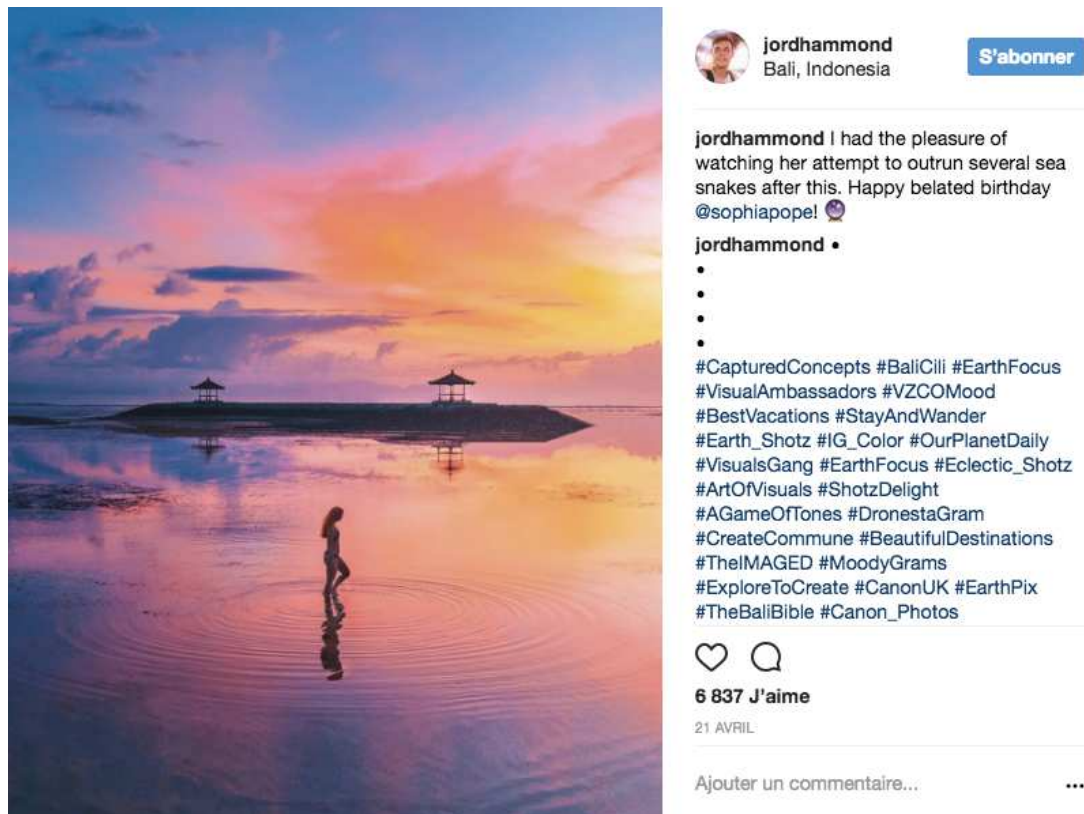 jordhammond
Bali, Indonesia
S'abonner
jordhammond I had the pleasure of
watching her attempt to outrun several sea
snakes after this. Happy belated birthday
@sophiapope! 🔮
jordhammond •
•
•
•
•
#CapturedConcepts #BaliCili #EarthFocus
#VisualAmbassadors #VZCOMood
#BestVacations #StayAndWander
#Earth_Shotz #IG_Color #OurPlanetDaily
#VisualsGang #EarthFocus #Eclectic_Shotz
#ArtOfVisuals #ShotzDelight
#AGameOfTones #DronestaGram
#CreateCommune #BeautifulDestinations
#TheIMAGED #MoodyGrams
#ExploreToCreate #CanonUK #EarthPix
#TheBaliBible #Canon_Photos
6 837 J'aime
21 AVRIL
Ajouter un commentaire...